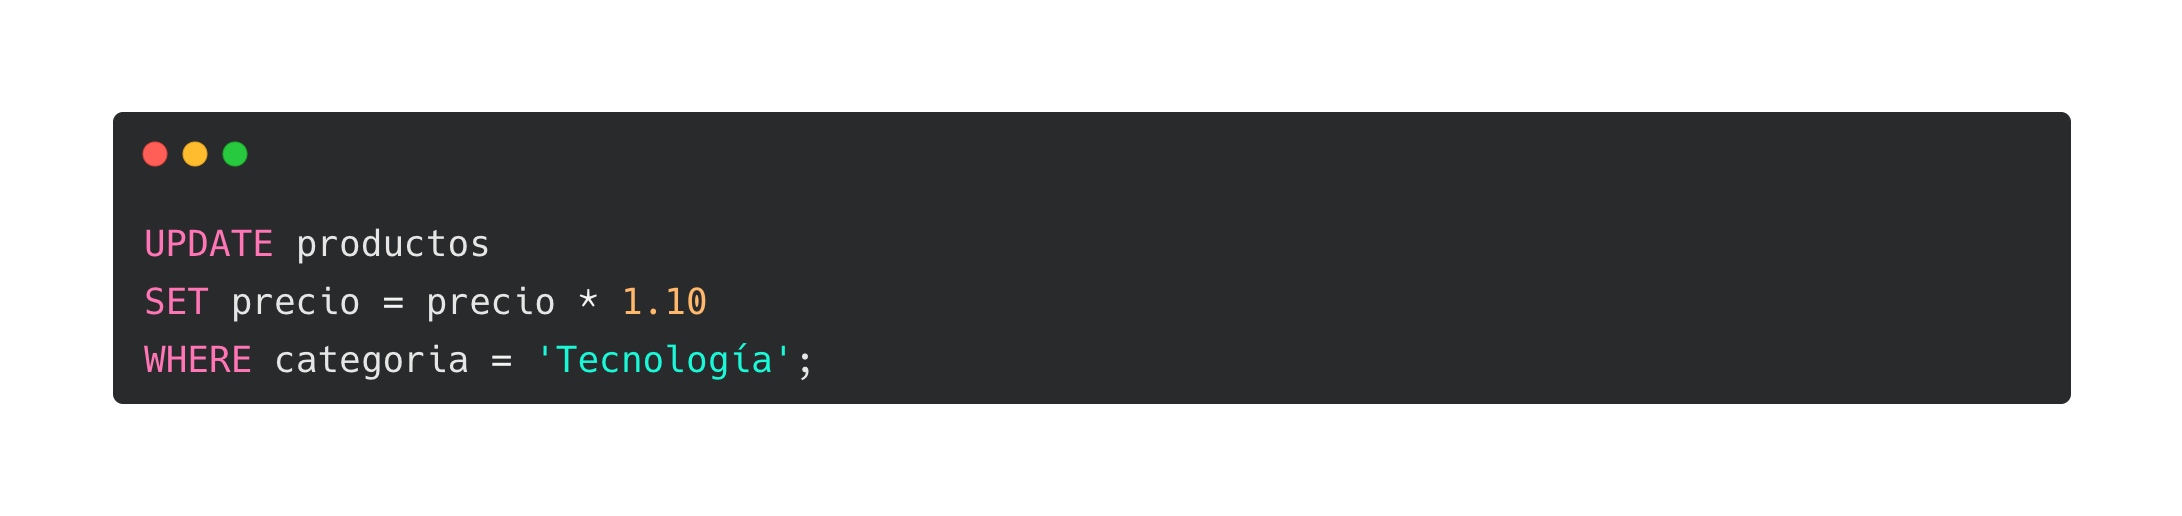 UPDATE productos
SET precio = precio * 1.10
WHERE categoria = 'Tecnología';